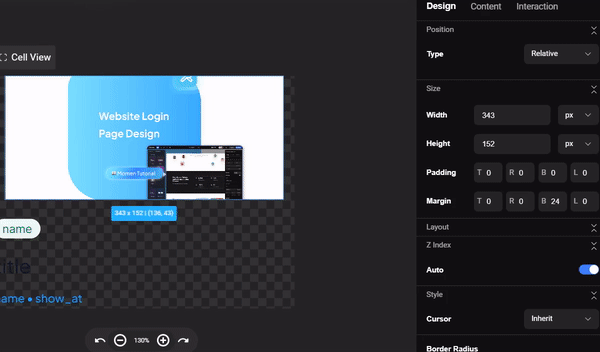 Design Content Interaction
Position
Type Relative
Cell View
Size
Width 343 px
Height 152 px
Padding T 0 R 0 B 0 L 0
Margin T 0 R 0 B 24 L 0
Website Login
Page Design
Momen Tutorial
343 x 152 | (136, 43)
name
itle
name • show_at
Layout
Z Index
Auto
Style
Cursor Inherit
Border Radius
130%